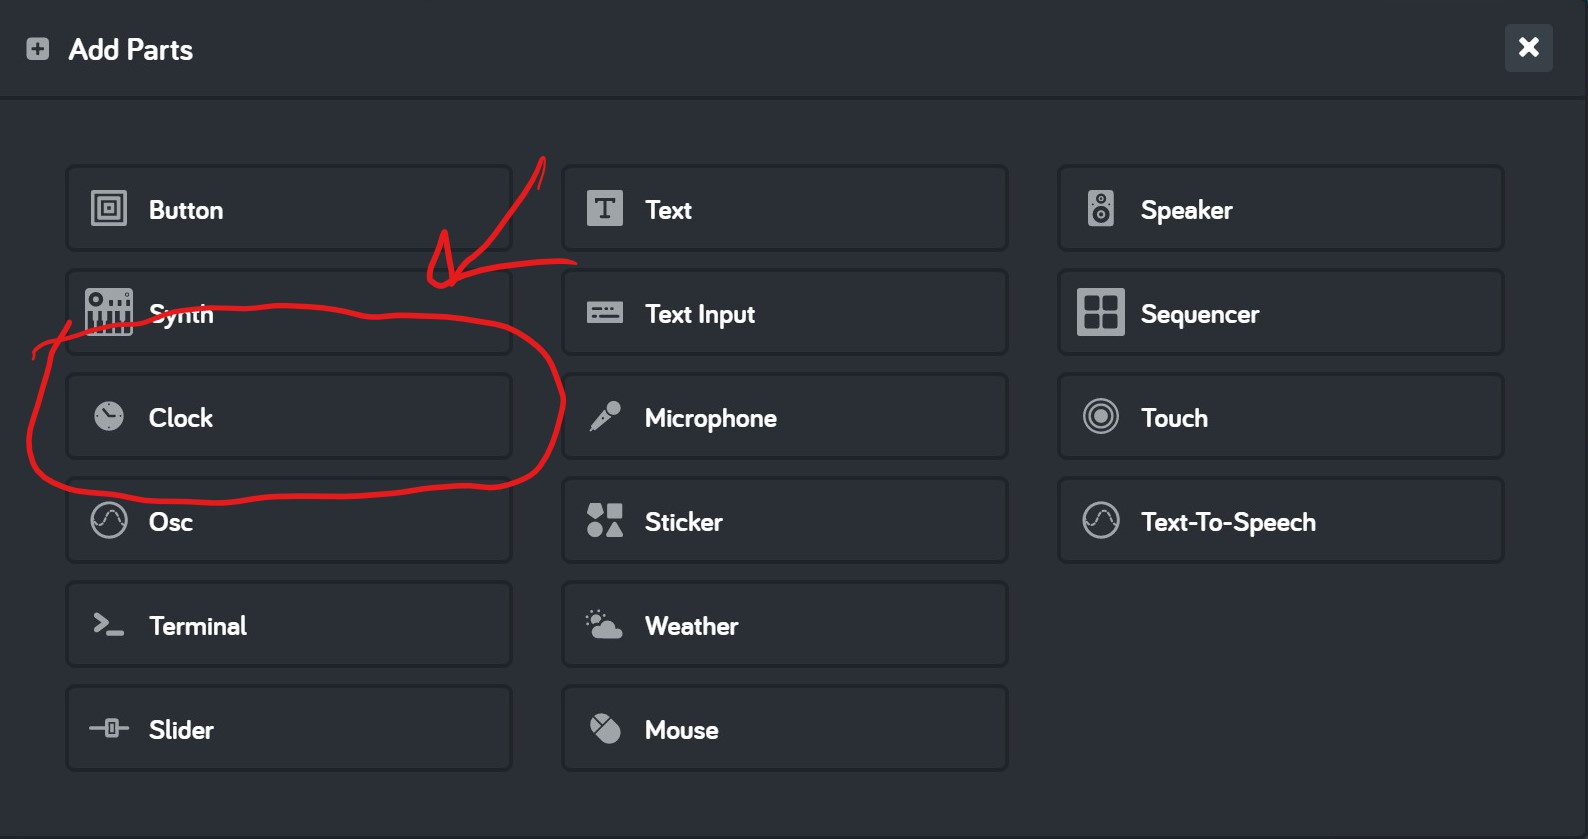 Add Parts
Button
Text
Speaker
Synth
Text Input
Sequencer
Clock
Microphone
Touch
Osc
Sticker
Text-To-Speech
Terminal
Weather
Slider
Mouse